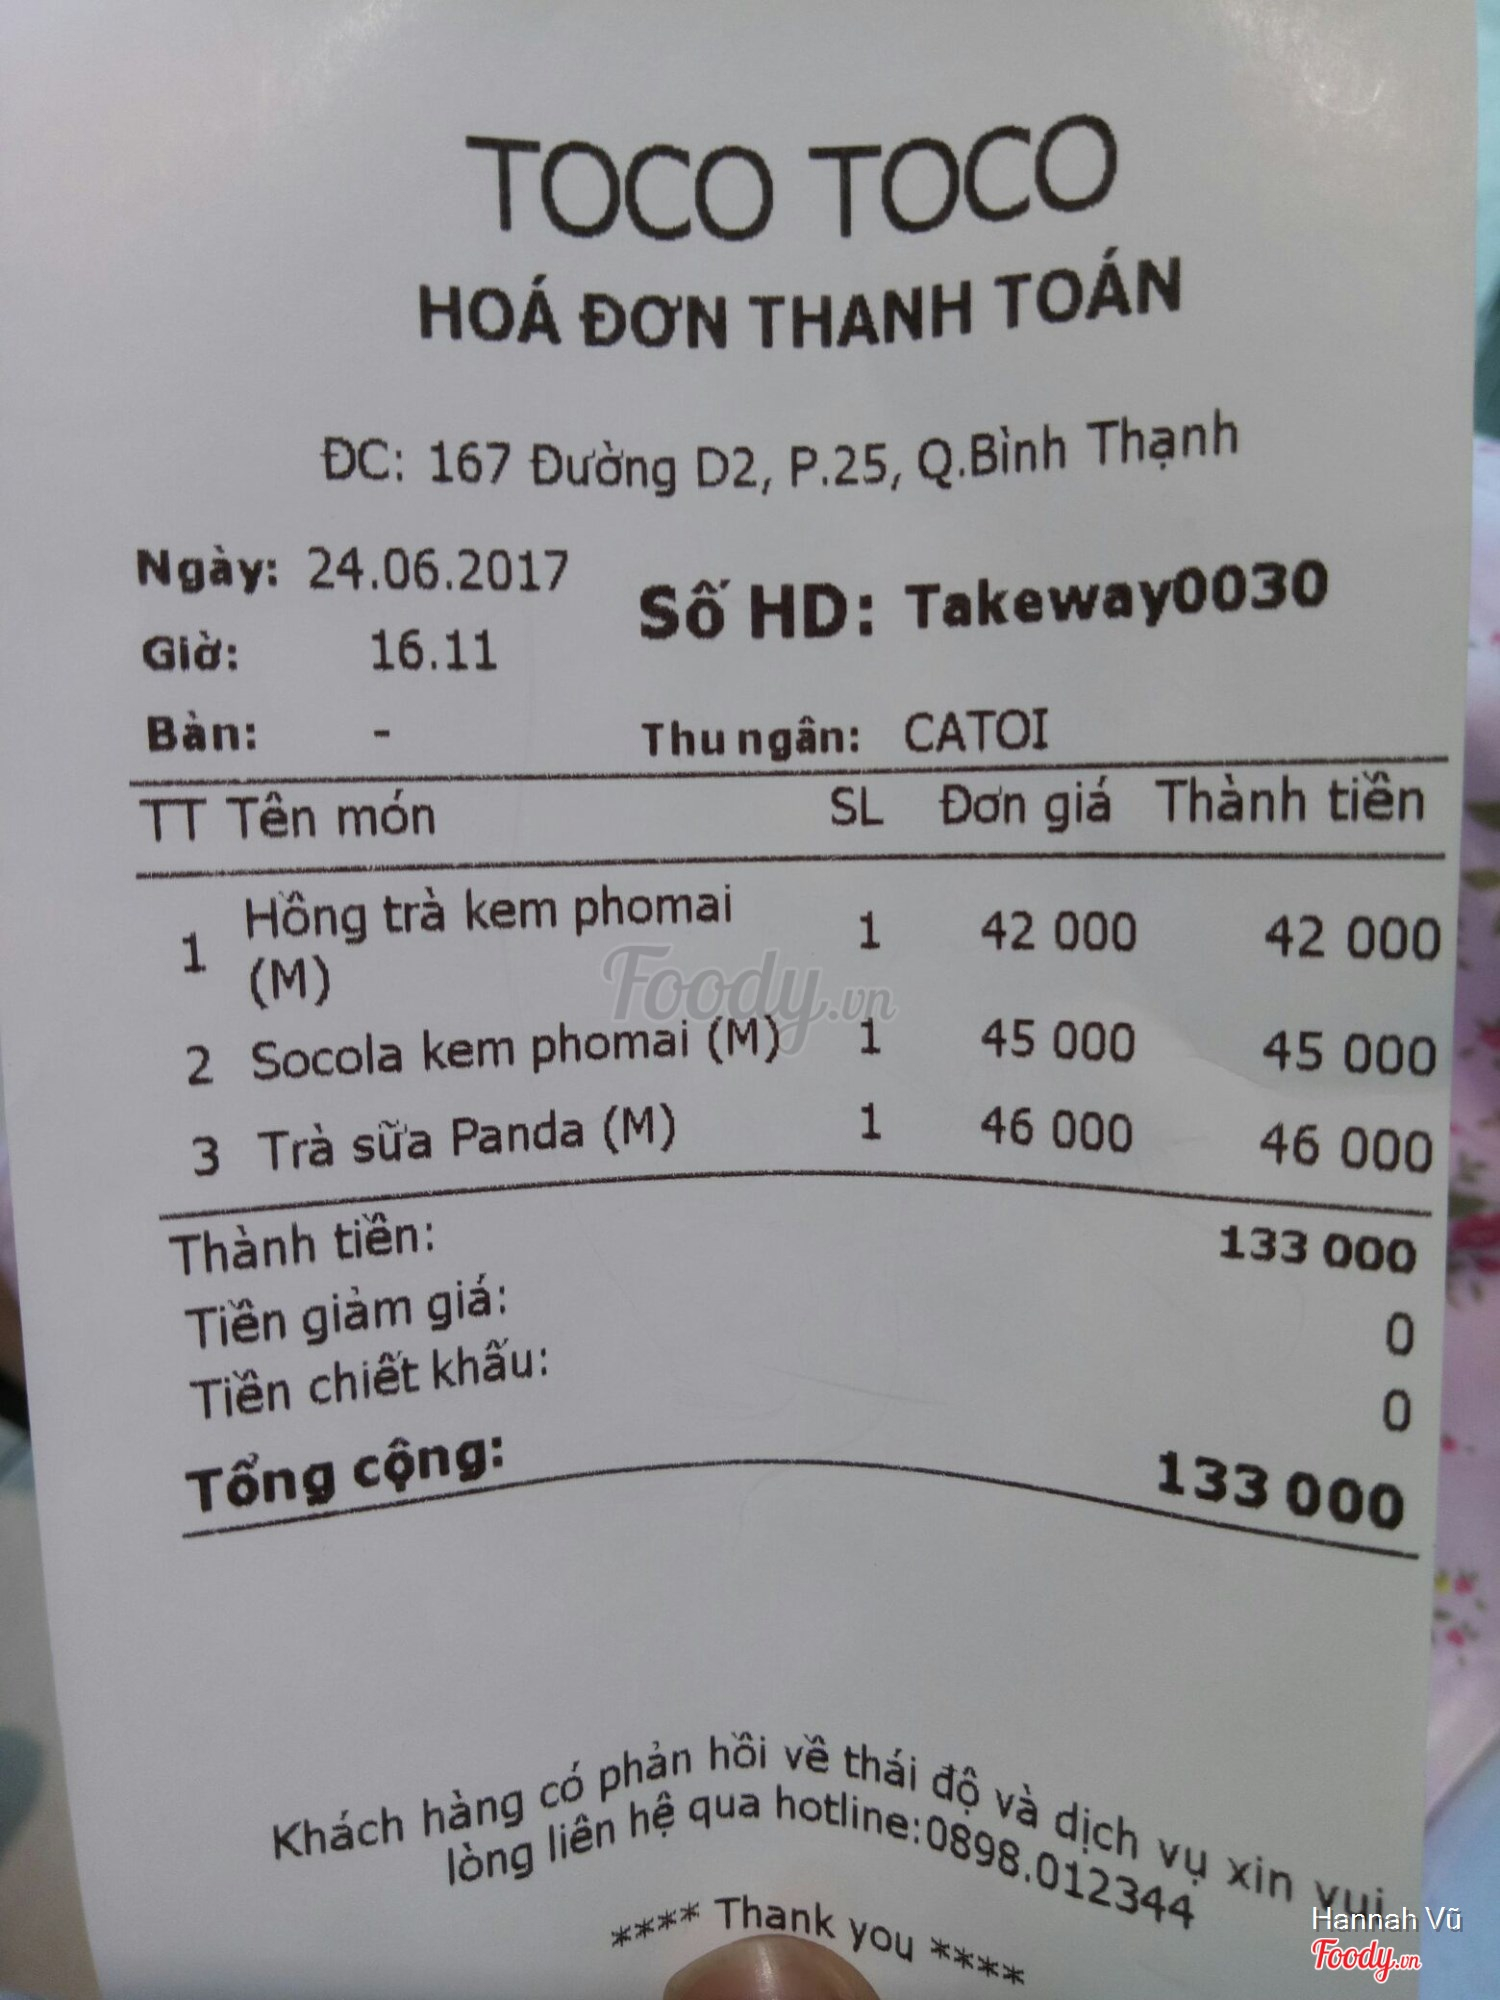 TOCO TOCO
HOÁ ĐƠN THANH TOÁN
ĐC: 167 Đường D2, P.25, Q.Bình Thạnh
Ngày: 24.06.2017
Số HD: Takeway0030
Giờ: 16.11
Bàn: -
Thu ngân: CATOI
TT Tên món SL Đơn giá Thành tiền
1 Hồng trà kem phomai (M) 1 42 000 42 000
2 Socola kem phomai (M) 1 45 000 45 000
3 Trà sữa Panda (M) 1 46 000 46 000
Thành tiền: 133 000
Tiền giảm giá: 0
Tiền chiết khấu: 0
Tổng cộng: 133 000
Khách hàng có phản hồi về thái độ và dịch vụ xin vui
lòng liên hệ qua hotline:0898.012344
**** Thank you ****
Foody.vn
Hannah Vũ
Foody.vn